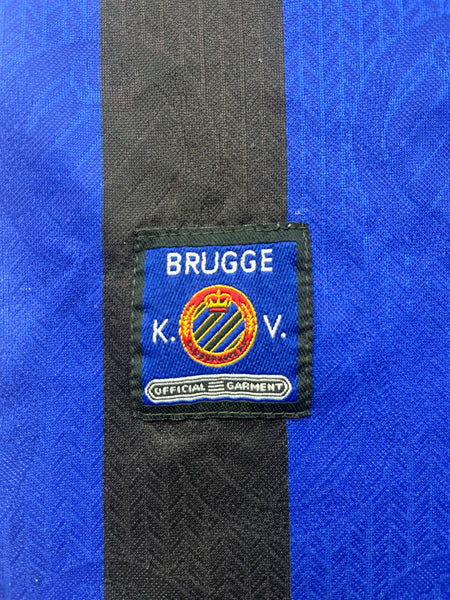 BRUGGE
K. V.
OFFICIAL GARMENT